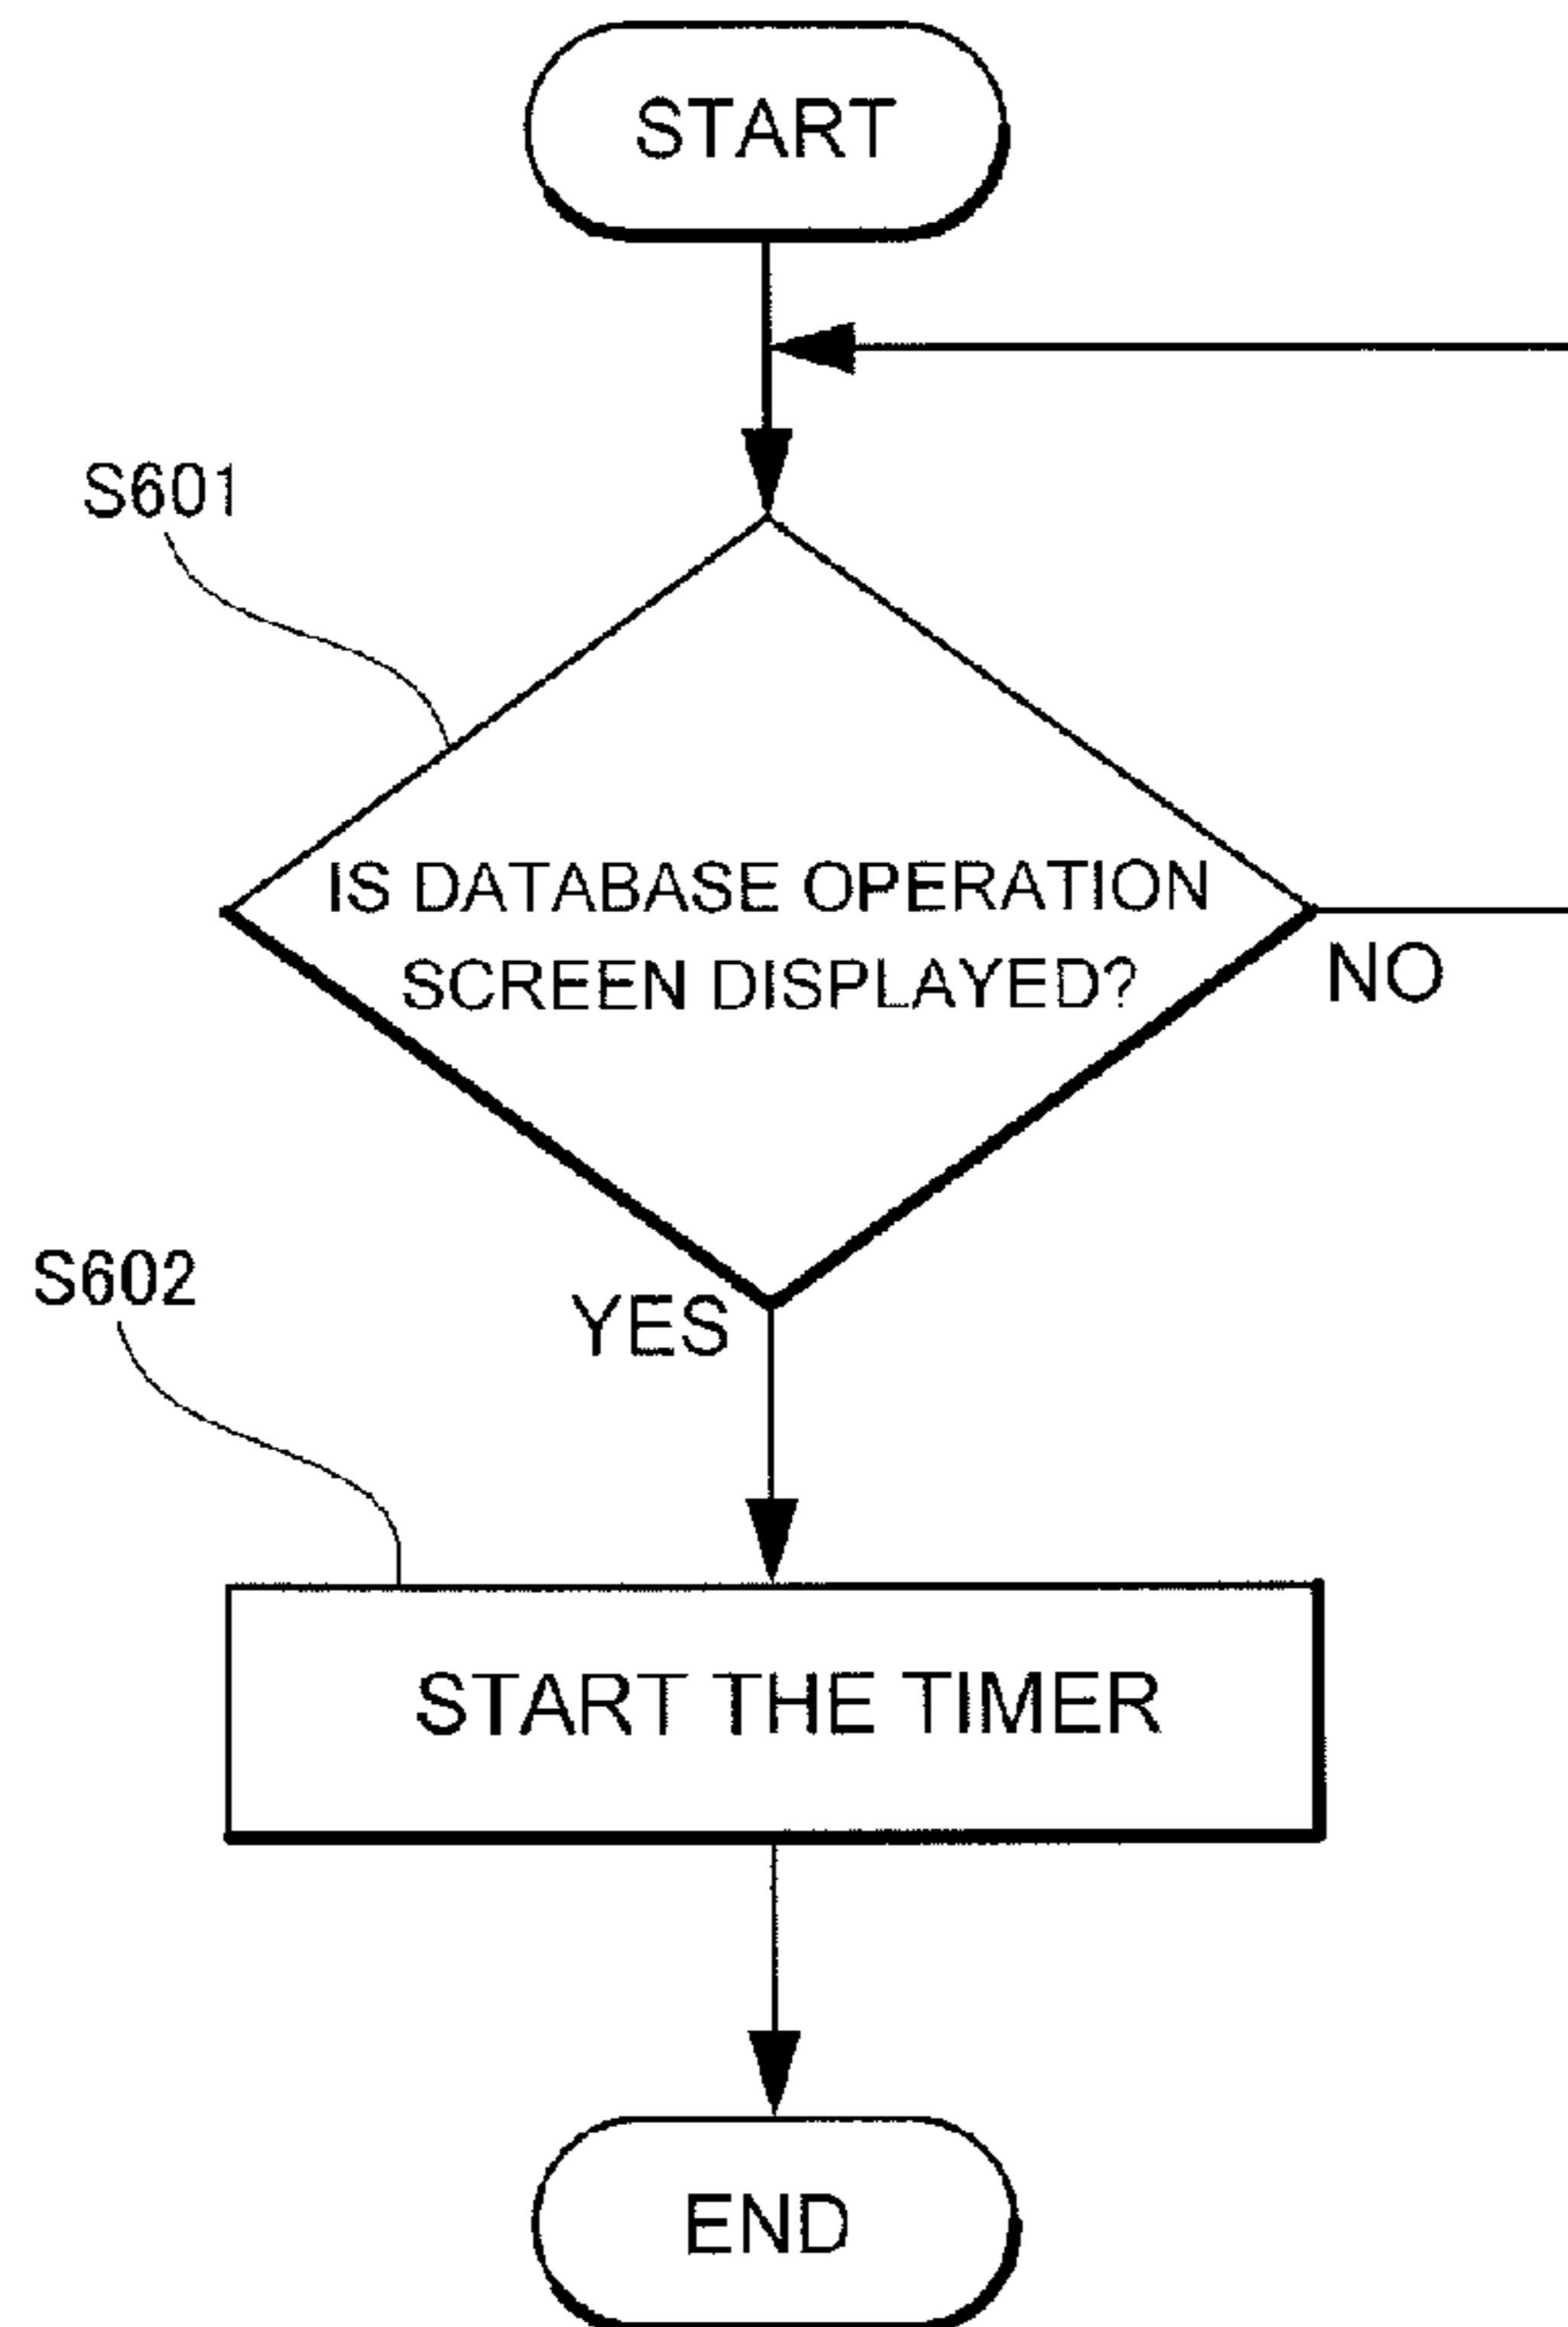 START
S601
IS DATABASE OPERATION
SCREEN DISPLAYED?
NO
S602
YES
START THE TIMER
END